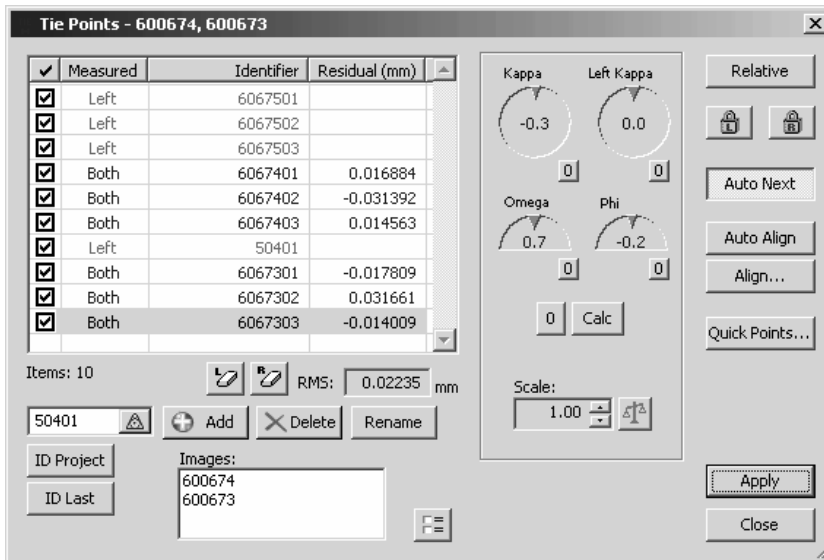 Tie Points - 600674, 600673
Measured Identifier Residual (mm)
Left 6067501
Left 6067502
Left 6067503
Both 6067401 0.016884
Both 6067402 -0.031392
Both 6067403 0.014563
Left 50401
Both 6067301 -0.017809
Both 6067302 0.031661
Both 6067303 -0.014009
Items: 10
L R RMS: 0.02235 mm
50401 Add Delete Rename
ID Project
ID Last
Images:
600674
600673
Kappa Left Kappa
-0.3 0.0
0 0
Omega Phi
0.7 -0.2
0 0
0 Calc
Scale:
1.00
Relative
L R
Auto Next
Auto Align
Align...
Quick Points...
Apply
Close